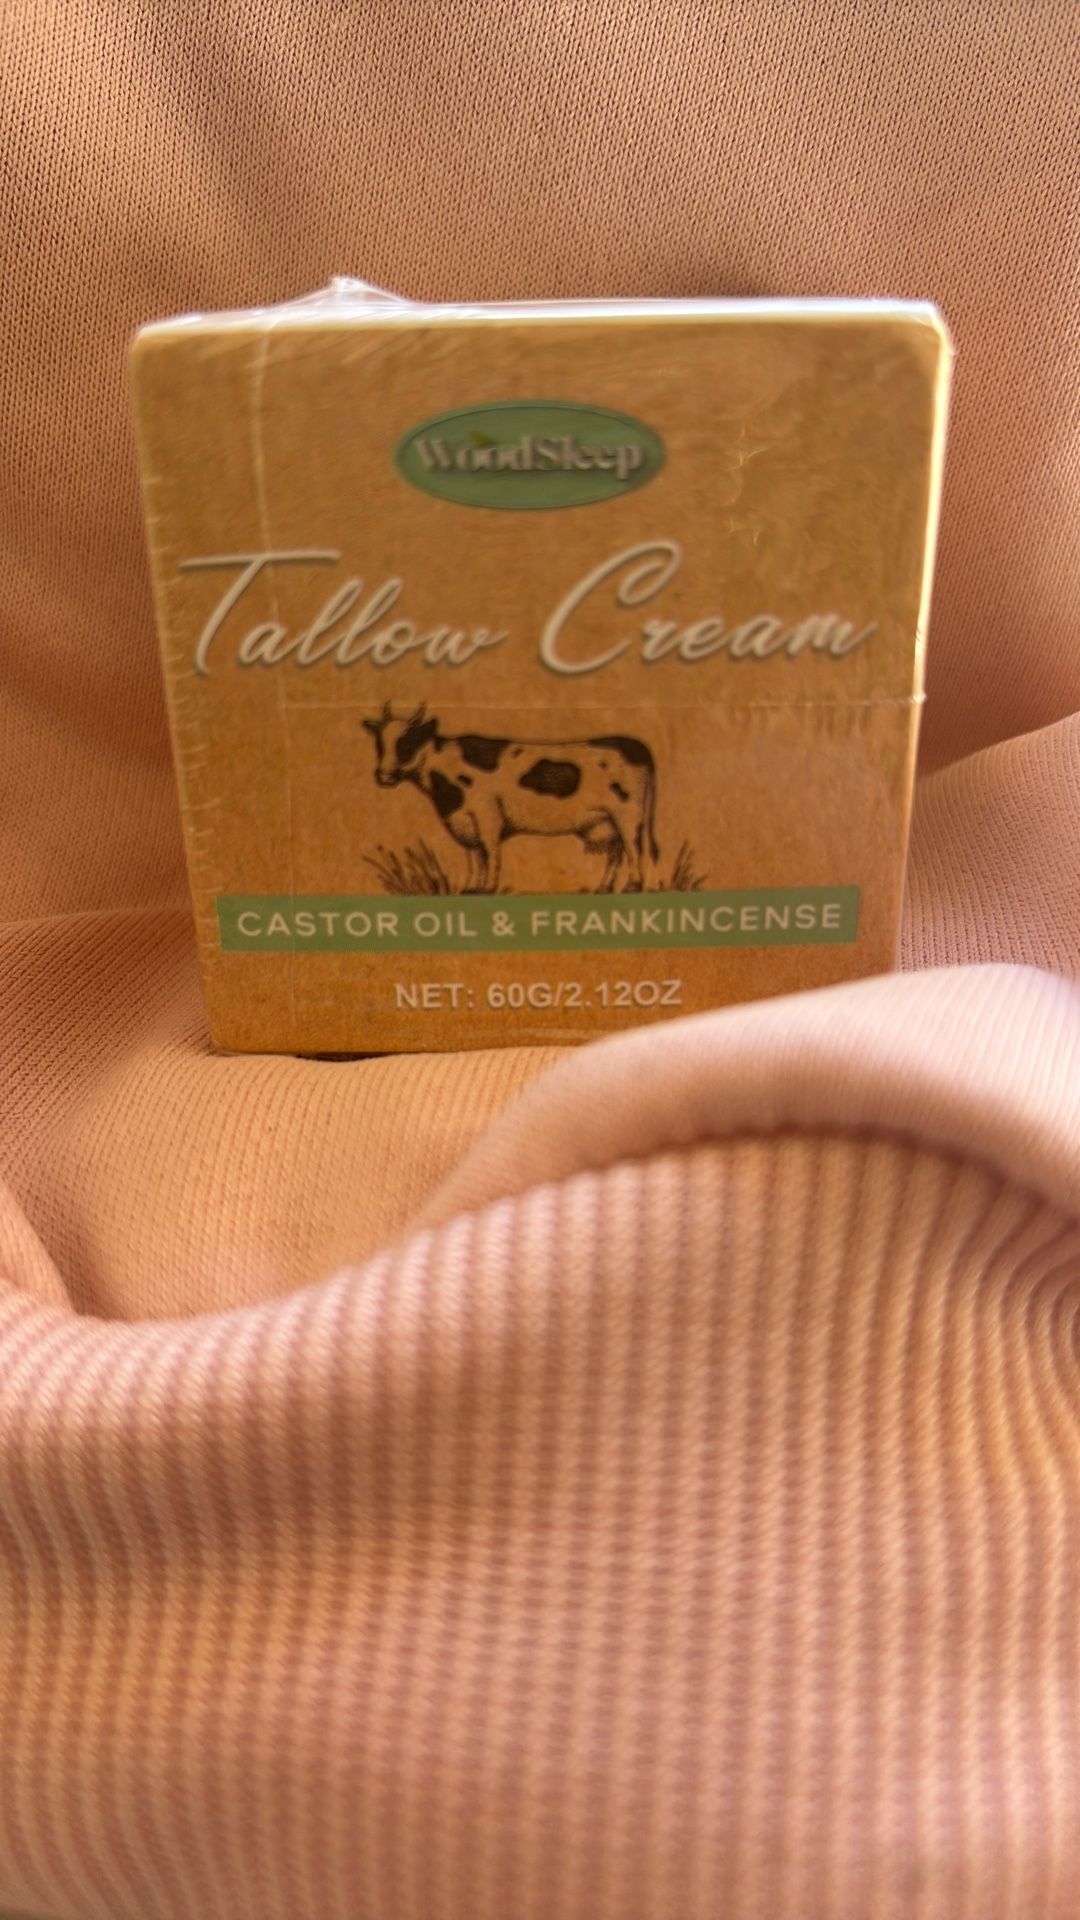 WoodSleep
Tallow Cream
CASTOR OIL & FRANKINCENSE
NET: 60G/2.12OZ